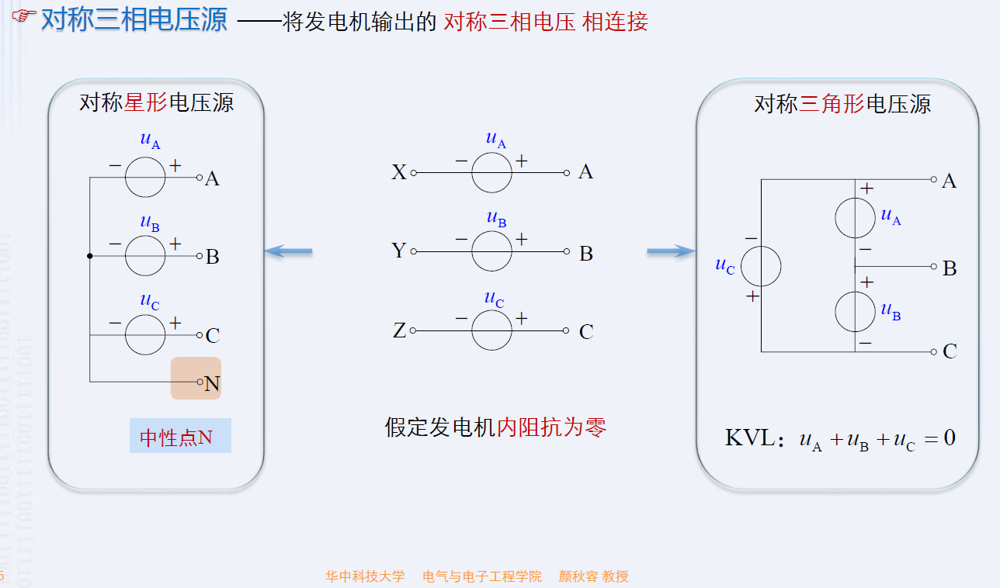 对称三相电压源 ——将发电机输出的 对称三相电压 相连接
对称星形电压源
uA
− +
A
uB
− +
B
uC
− +
C
N
中性点N
uA
X − + A
uB
Y − + B
uC
Z − + C
假定发电机内阻抗为零
对称三角形电压源
A
+
uA
−
−
uC
B
+
+
uB
−
C
KVL：uA + uB + uC = 0
华中科技大学 电气与电子工程学院 颜秋容 教授
5